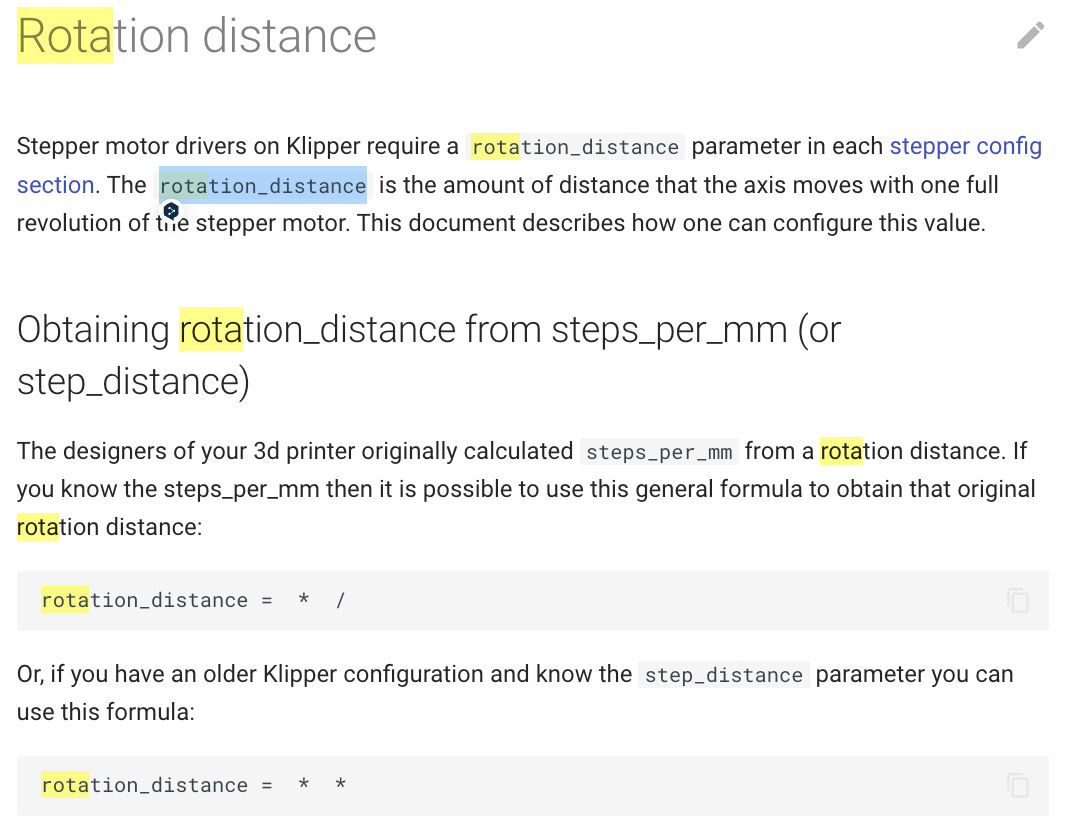 Rotation distance
Stepper motor drivers on Klipper require a rotation_distance parameter in each stepper config
section. The rotation_distance is the amount of distance that the axis moves with one full
revolution of the stepper motor. This document describes how one can configure this value.
Obtaining rotation_distance from steps_per_mm (or
step_distance)
The designers of your 3d printer originally calculated steps_per_mm from a rotation distance. If
you know the steps_per_mm then it is possible to use this general formula to obtain that original
rotation distance:
rotation_distance = * /
Or, if you have an older Klipper configuration and know the step_distance parameter you can
use this formula:
rotation_distance = * *